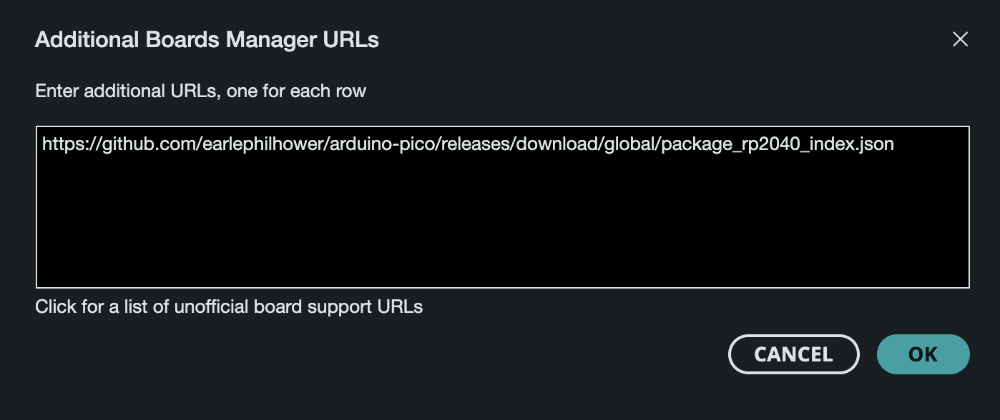 Additional Boards Manager URLs
Enter additional URLs, one for each row
https://github.com/earlephilhower/arduino-pico/releases/download/global/package_rp2040_index.json
Click for a list of unofficial board support URLs
CANCEL
OK